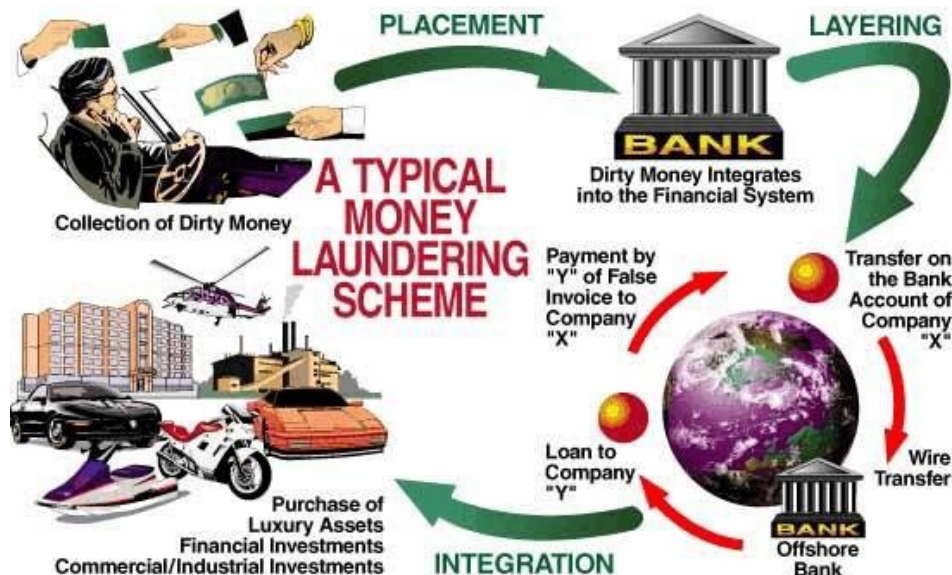 PLACEMENT
LAYERING
BANK
Dirty Money Integrates
into the Financial System
Collection of Dirty Money
A TYPICAL
MONEY
LAUNDERING
SCHEME
Payment by
"Y" of False
Invoice to
Company
"X"
Transfer on
the Bank
Account of
Company
"X"
Loan to
Company
"Y"
Wire
Transfer
BANK
Offshore
Bank
Purchase of
Luxury Assets
Financial Investments
Commercial/Industrial Investments
INTEGRATION